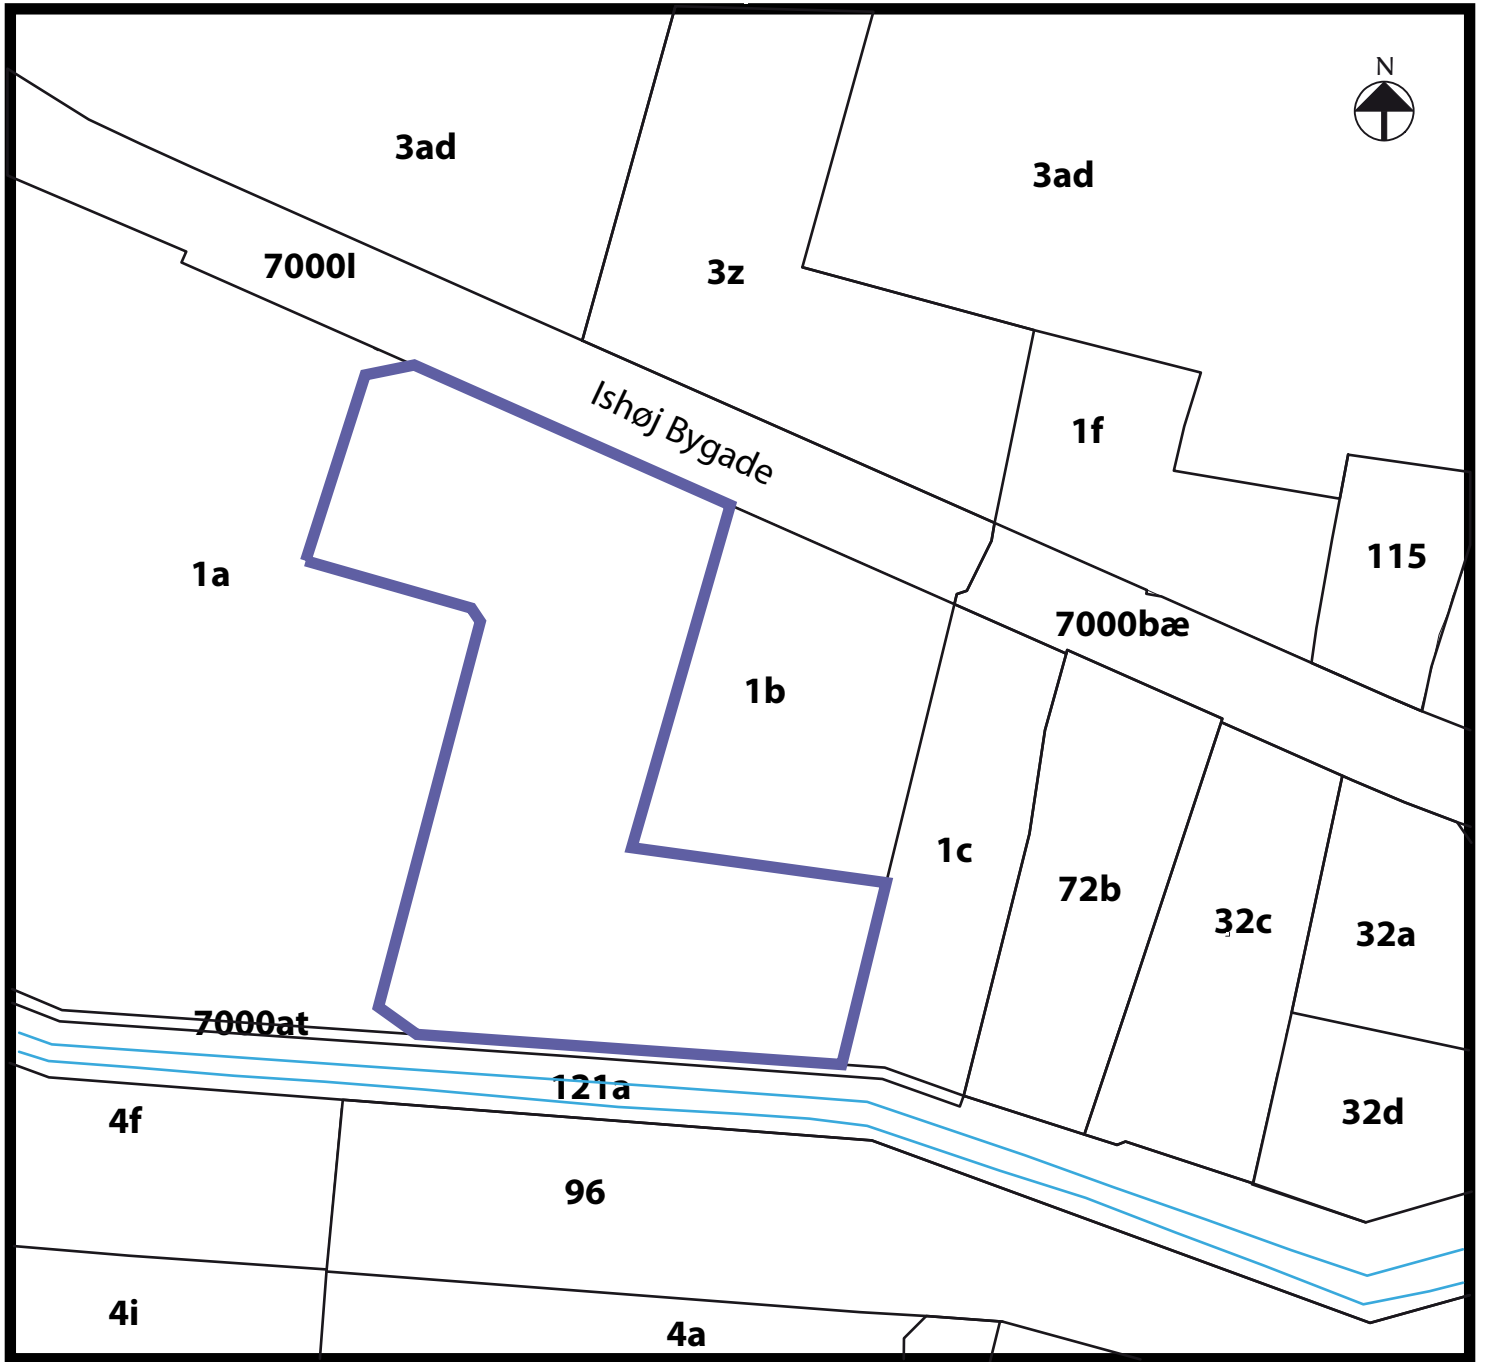 N
3ad
3ad
7000l
3z
Ishøj Bygade
1f
115
1a
7000bæ
1b
1c
72b
32c
32a
7000at
121a
4f
32d
96
4i
4a